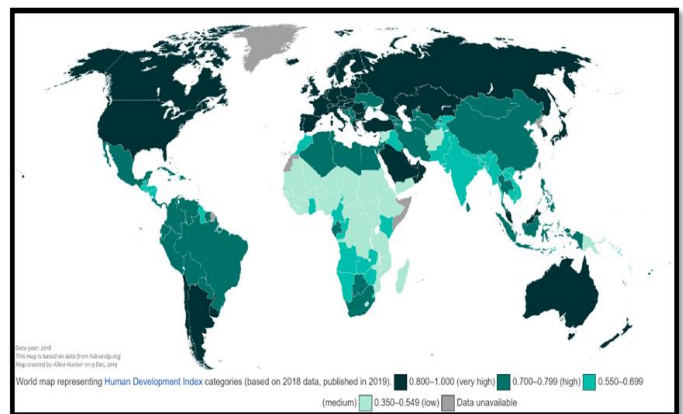 Data year: 2018
This map is based on data from hdr.undp.org
Map created by Allice Hunter on 9 Dec, 2019
World map representing Human Development Index categories (based on 2018 data, published in 2019). 0.800–1.000 (very high) 0.700–0.799 (high) 0.550–0.699
(medium) 0.350–0.549 (low) Data unavailable